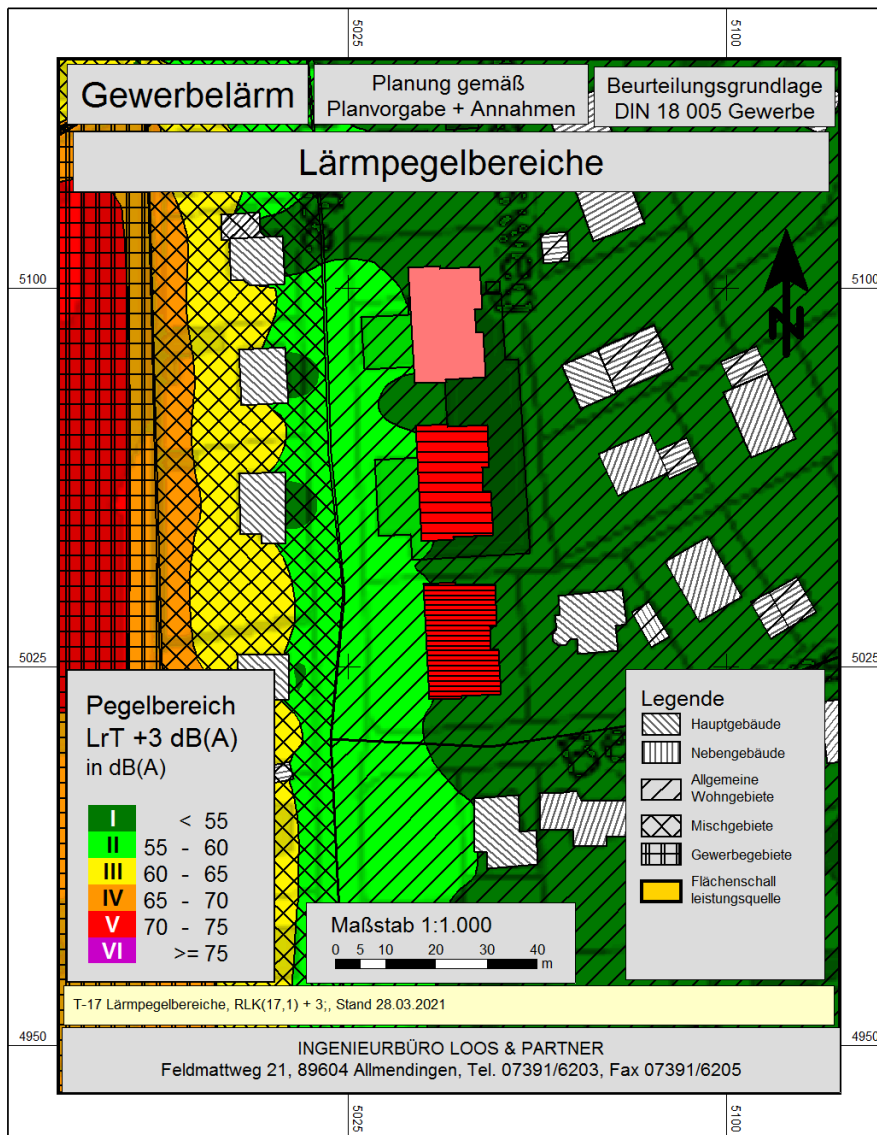 5025
5100
Gewerbelärm
Planung gemäß
Planvorgabe + Annahmen
Beurteilungsgrundlage
DIN 18 005 Gewerbe
Lärmpegelbereiche
5100
5100
N
5025
5025
Pegelbereich
LrT +3 dB(A)
in dB(A)
I < 55
II 55 - 60
III 60 - 65
IV 65 - 70
V 70 - 75
VI >= 75
Legende
Hauptgebäude
Nebengebäude
Allgemeine
Wohngebiete
Mischgebiete
Gewerbegebiete
Flächenschall
leistungsquelle
Maßstab 1:1.000
0 5 10 20 30 40
m
T-17 Lärmpegelbereiche, RLK(17,1) + 3;, Stand 28.03.2021
4950
4950
INGENIEURBÜRO LOOS & PARTNER
Feldmattweg 21, 89604 Allmendingen, Tel. 07391/6203, Fax 07391/6205
5025
5100